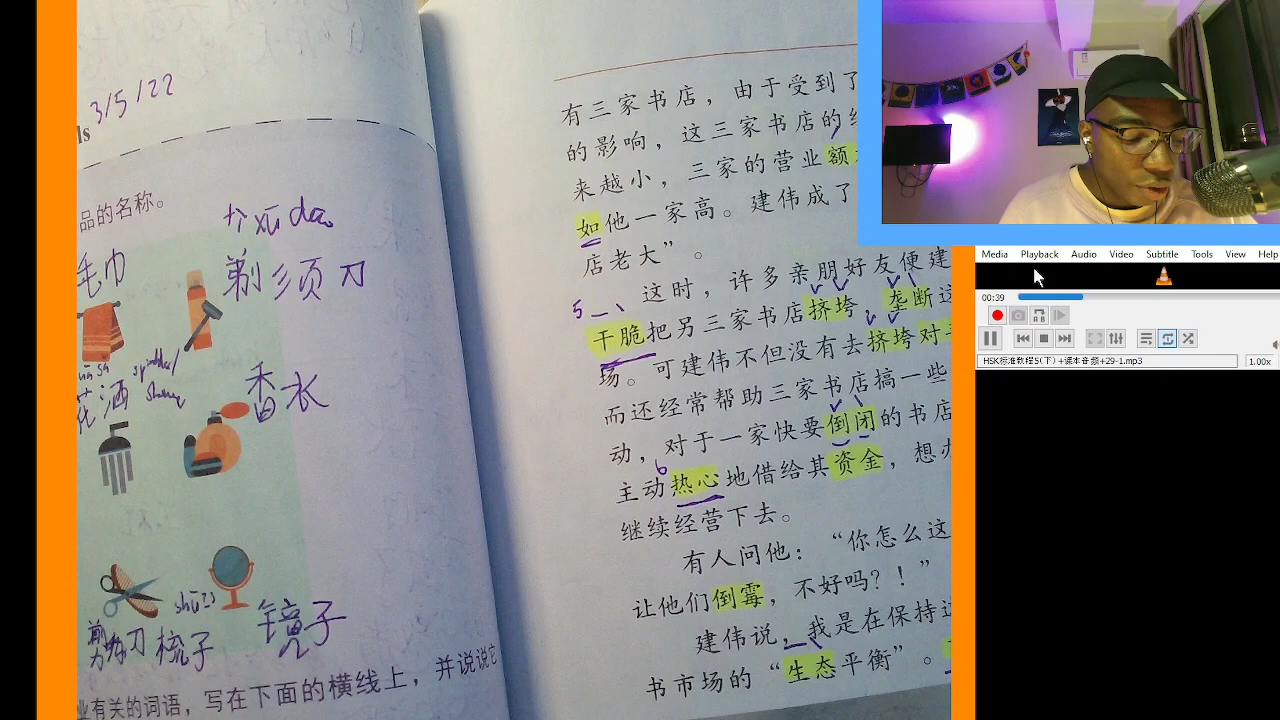 3/5/22
品的名称。
毛巾
xū dao
剃须刀
洒
香衣
shūzi
剪刀
梳子
镜子
业有关的词语，写在下面的横线上，并说说它
有三家书店，由于受到了
的影响，这三家书店的
来越小，三家的营业额
如他一家高。建伟成了
店老大”。
这时，许多亲朋好友便建
5
干脆把另三家书店挤垮，垄断这
场。可建伟不但没有去挤垮对手
而还经常帮助三家书店搞一些
动，对于一家快要倒闭的书店
6
主动热心地借给其资金，想办
继续经营下去。
有人问他：“你怎么这
让他们倒霉，不好吗？！”
建伟说，我是在保持这
书市场的“生态平衡”。
Media Playback Audio Video Subtitle Tools View Help
00:39
HSK标准教程5(下)+课本音频+29-1.mp3
1.00x